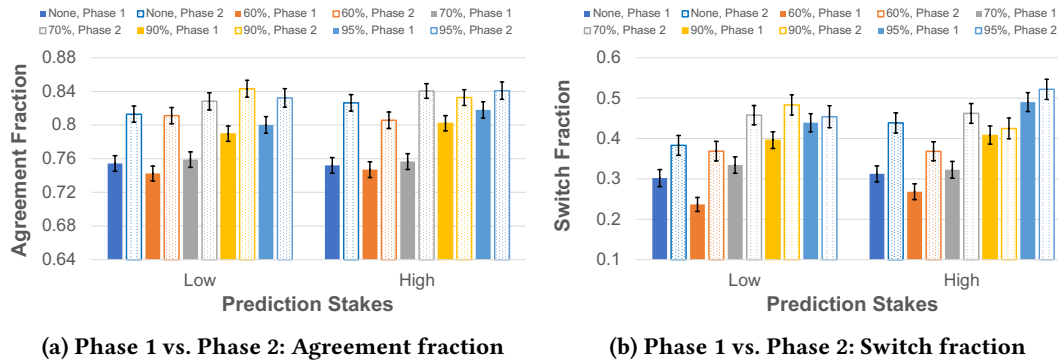 None, Phase 1 None, Phase 2 60%, Phase 1 60%, Phase 2 70%, Phase 1
70%, Phase 2 90%, Phase 1 90%, Phase 2 95%, Phase 1 95%, Phase 2
Agreement Fraction
0.88
0.84
0.8
0.76
0.72
0.68
0.64
Low High
Prediction Stakes
(a) Phase 1 vs. Phase 2: Agreement fraction
None, Phase 1 None, Phase 2 60%, Phase 1 60%, Phase 2 70%, Phase 1
70%, Phase 2 90%, Phase 1 90%, Phase 2 95%, Phase 1 95%, Phase 2
Switch Fraction
0.6
0.5
0.4
0.3
0.2
0.1
Low High
Prediction Stakes
(b) Phase 1 vs. Phase 2: Switch fraction